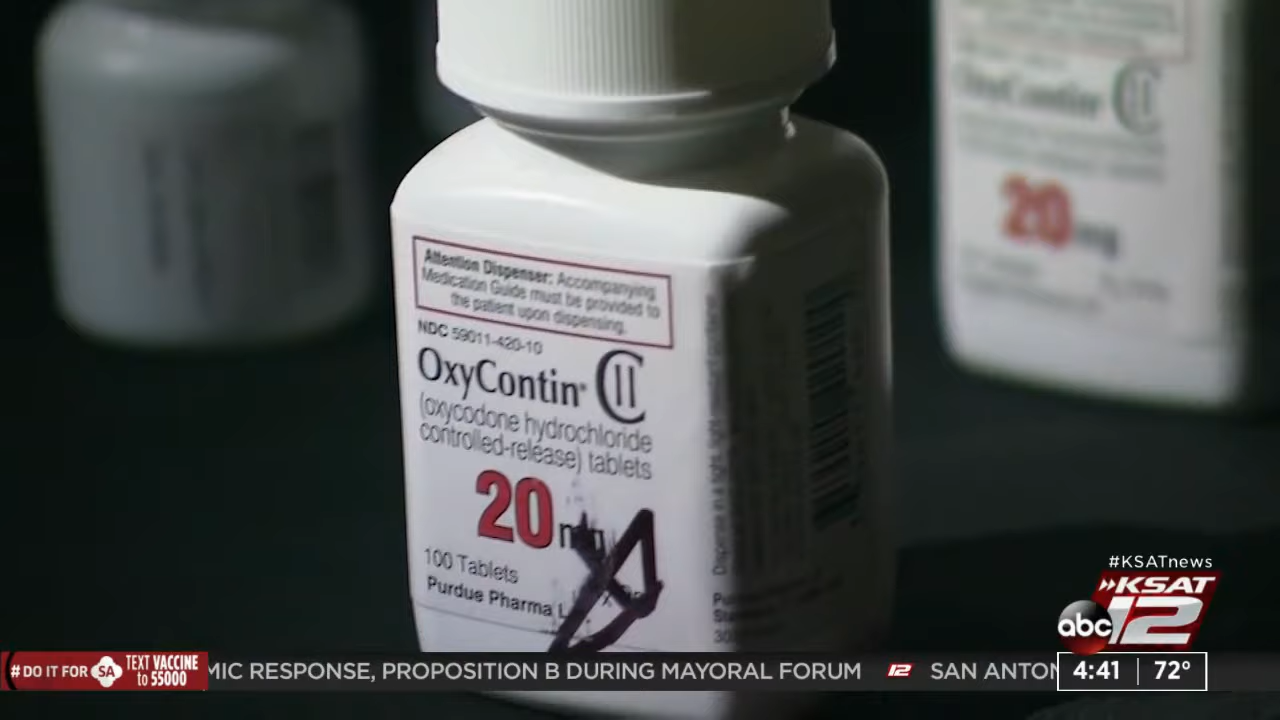 Attention Dispenser: Accompanying
Medication Guide must be provided to
the patient upon dispensing.
NDC 59011-420-10
OxyContin® CII
(oxycodone hydrochloride
controlled-release) tablets
20 mg
100 Tablets
Purdue Pharma
OxyContin CII
20 mg
#KSATnews
KSAT
abc 12
#DO IT FOR SA TEXT VACCINE
to 55000
MIC RESPONSE, PROPOSITION B DURING MAYORAL FORUM 12 SAN ANTON
4:41 72°